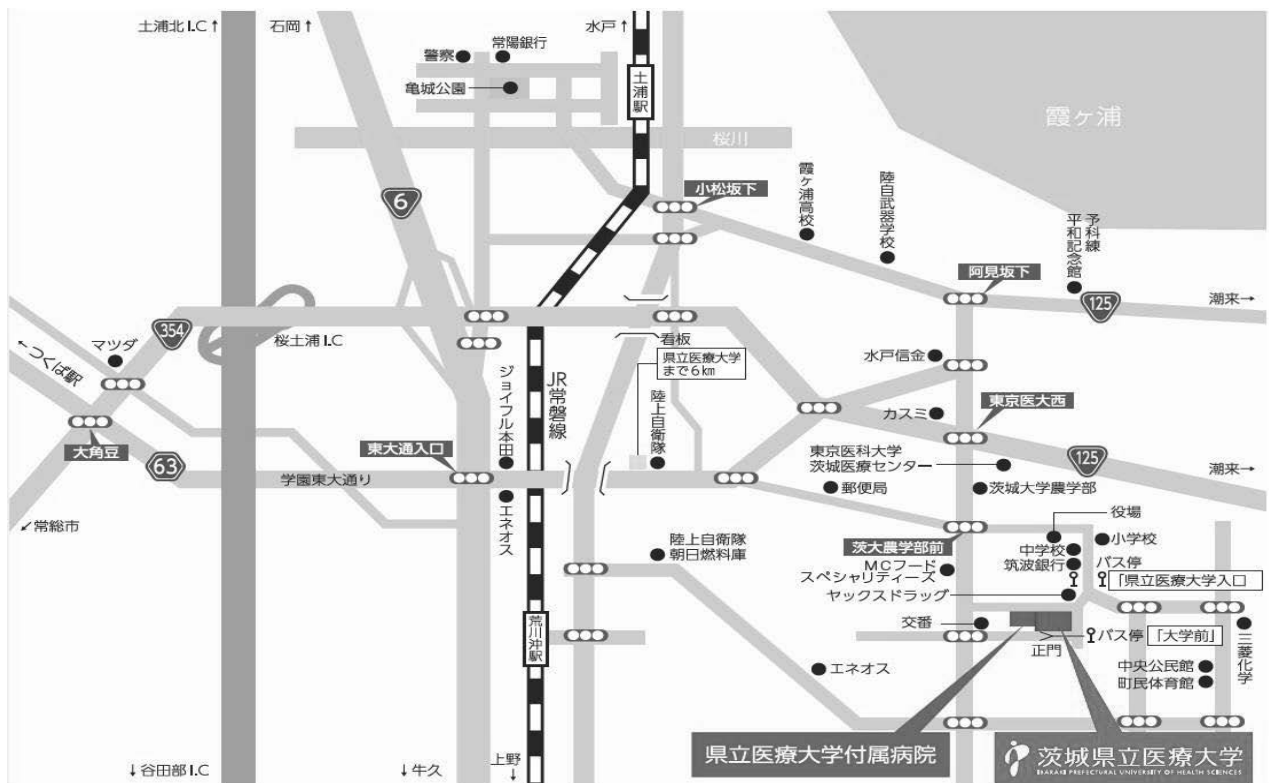 土浦北I.C↑
石岡↑
水戸↑
警察
常陽銀行
亀城公園
土浦駅
霞ヶ浦
桜川
小松坂下
6
霞ヶ浦高校
陸自武器学校
予科練
平和記念館
阿見坂下
125
潮来→
354
桜土浦I.C
マツダ
←つくば駅
看板
県立医療大学
まで6km
水戸信金
JR常磐線
ジョイフル本田
陸上自衛隊
カスミ
東京医大西
大角豆
63
東大通入口
学園東大通り
東京医科大学
茨城医療センター
125
潮来→
郵便局
茨城大学農学部
↙常総市
エネオス
役場
陸上自衛隊
朝日燃料庫
茨大農学部前
中学校
小学校
筑波銀行
バス停
「県立医療大学入口
MCフード
スペシャリティーズ
ヤックスドラッグ
荒川沖駅
交番
正門
バス停
「大学前」
三菱化学
エネオス
中央公民館
町民体育館
県立医療大学付属病院
茨城県立医療大学
IBARAKI PREFECTURAL UNIVERSITY OF HEALTH SCIENCES
↓谷田部I.C
↓牛久
上野
↓